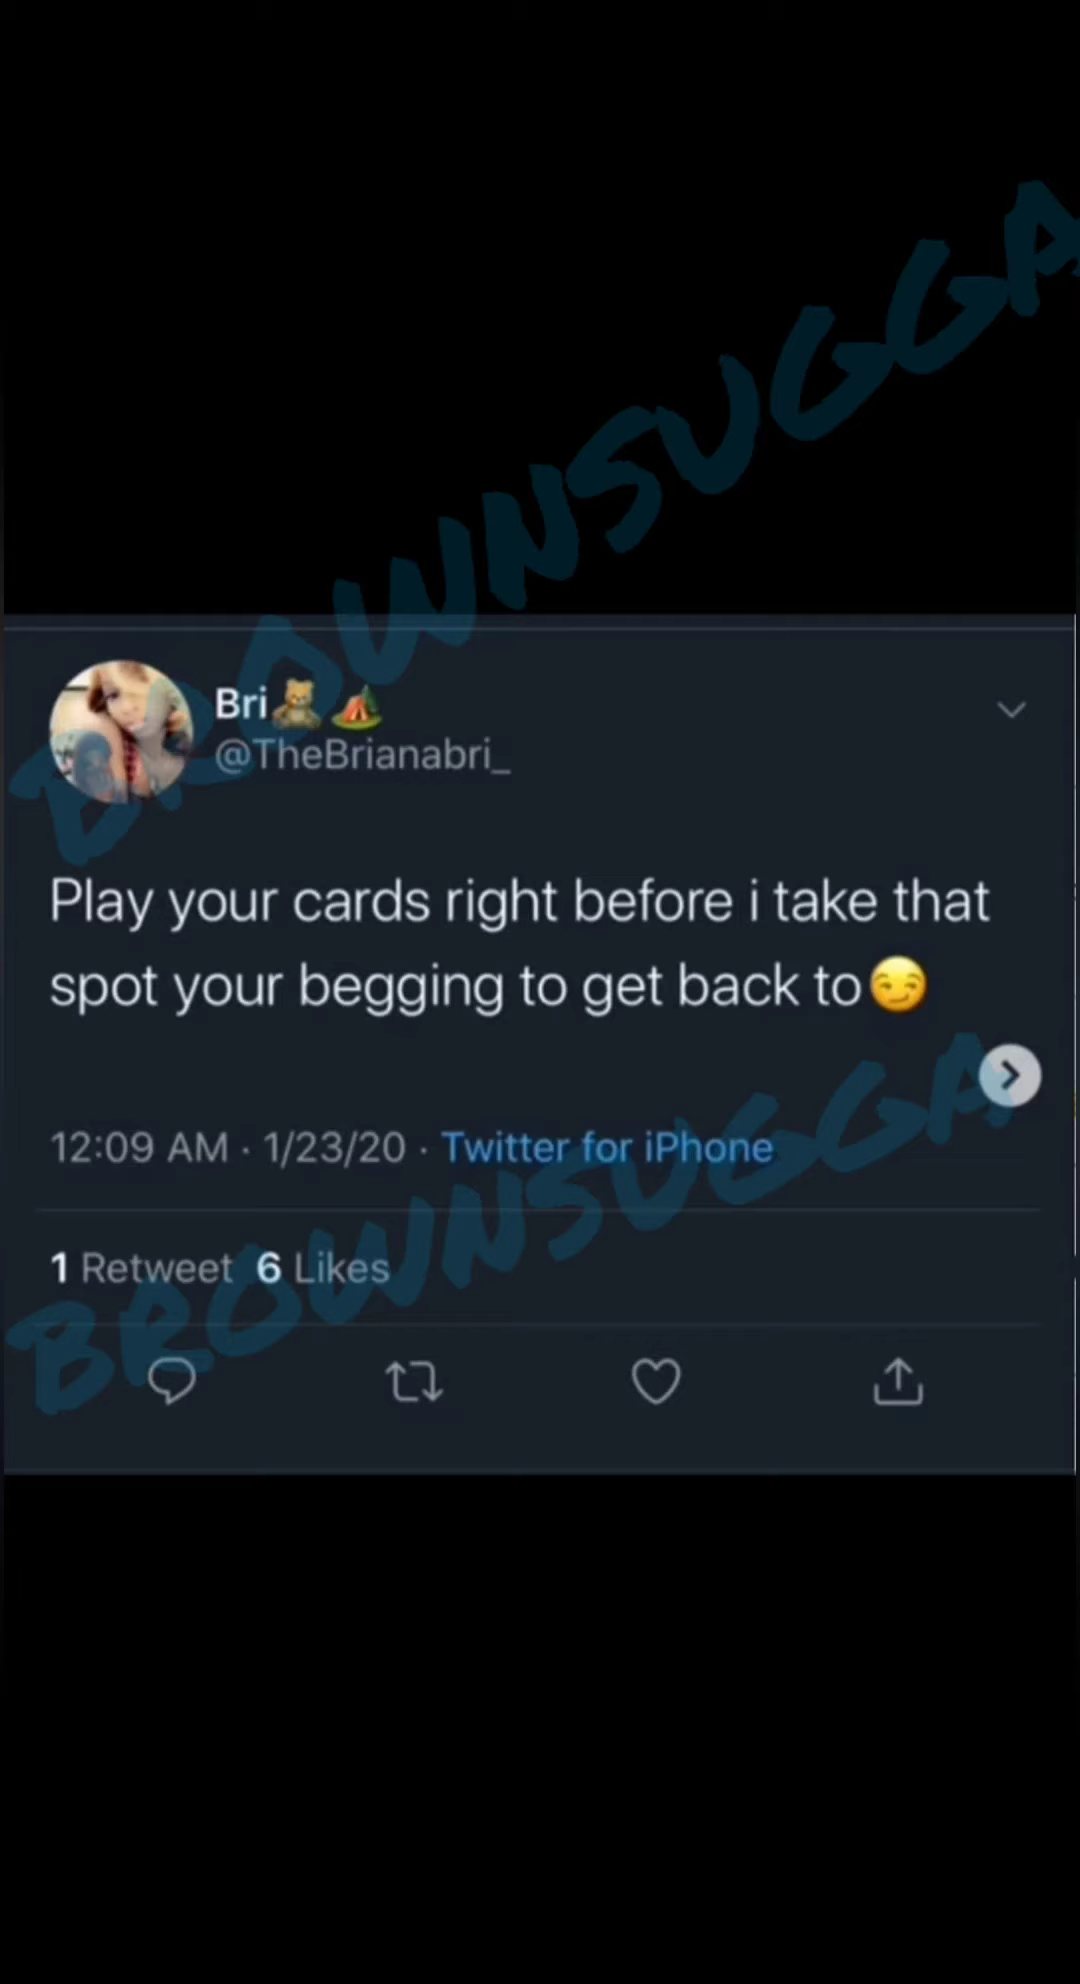 BROWNSUGGA
Bri🧸🏕️
@TheBrianabri_
Play your cards right before i take that
spot your begging to get back to😏
12:09 AM · 1/23/20 · Twitter for iPhone
BROWNSUGGA
1 Retweet 6 Likes